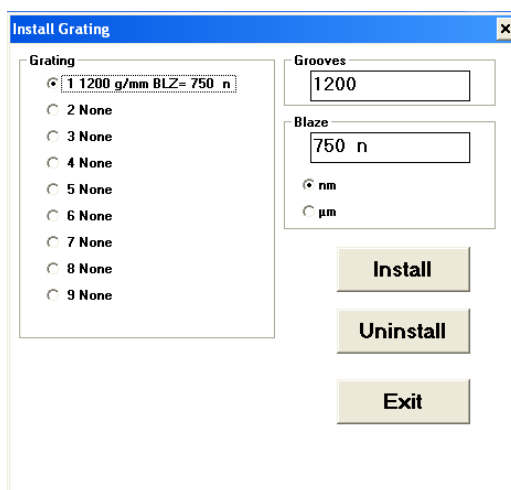 Install Grating
Grating
1 1200 g/mm BLZ= 750 n
2 None
3 None
4 None
5 None
6 None
7 None
8 None
9 None
Grooves
1200
Blaze
750 n
nm
µm
Install
Uninstall
Exit